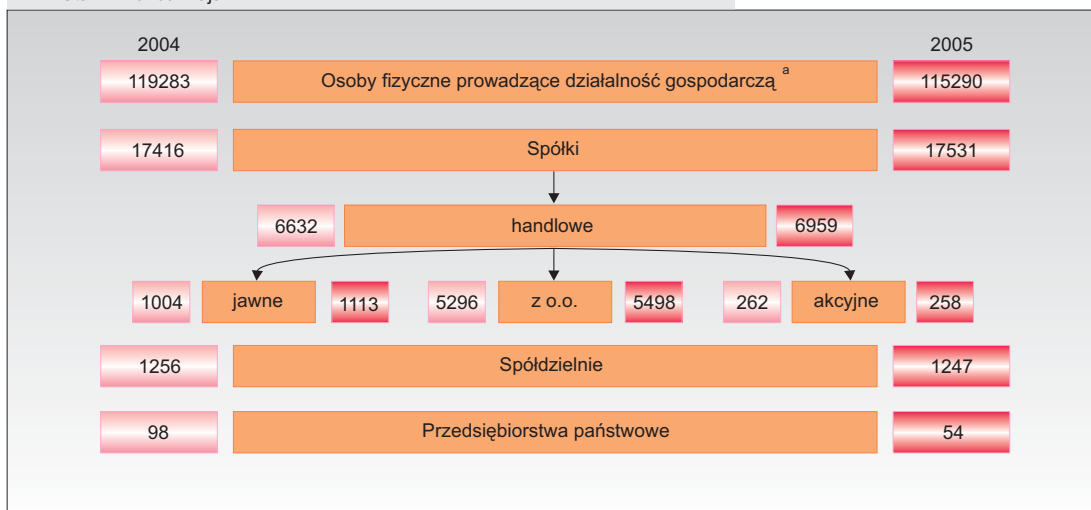 2004 2005
119283 Osoby fizyczne prowadzące działalność gospodarczą a 115290
17416 Spółki 17531
6632 handlowe 6959
1004 jawne 1113 5296 z o.o. 5498 262 akcyjne 258
1256 Spółdzielnie 1247
98 Przedsiębiorstwa państwowe 54